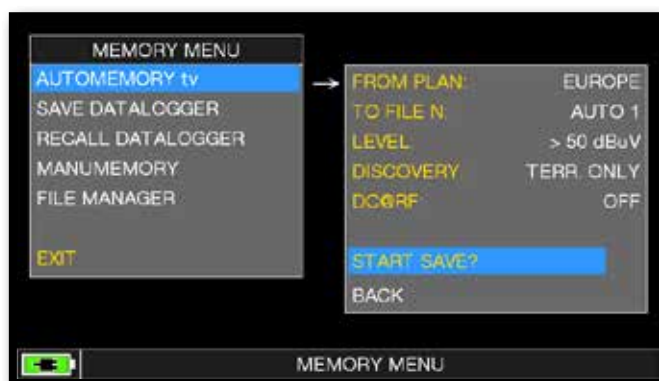 MEMORY MENU
AUTOMEMORY tv
SAVE DATALOGGER
RECALL DATALOGGER
MANUMEMORY
FILE MANAGER
EXIT
→
FROM PLAN: EUROPE
TO FILE N: AUTO 1
LEVEL > 50 dBuV
DISCOVERY TERR. ONLY
DC@RF OFF
START SAVE?
BACK
MEMORY MENU